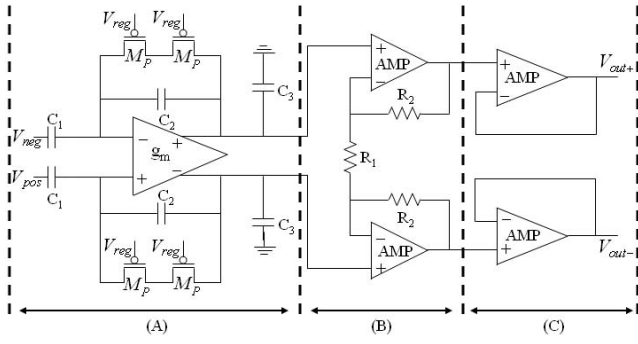 V_reg V_reg
M_P M_P
C_3
C_1
C_2
V_neg
g_m
V_pos
C_1
C_2
C_3
V_reg V_reg
M_P M_P
+ AMP −
R_2
R_1
R_2
− AMP +
+ AMP −
V_out+
− AMP +
V_out−
− + + −
(A) (B) (C)